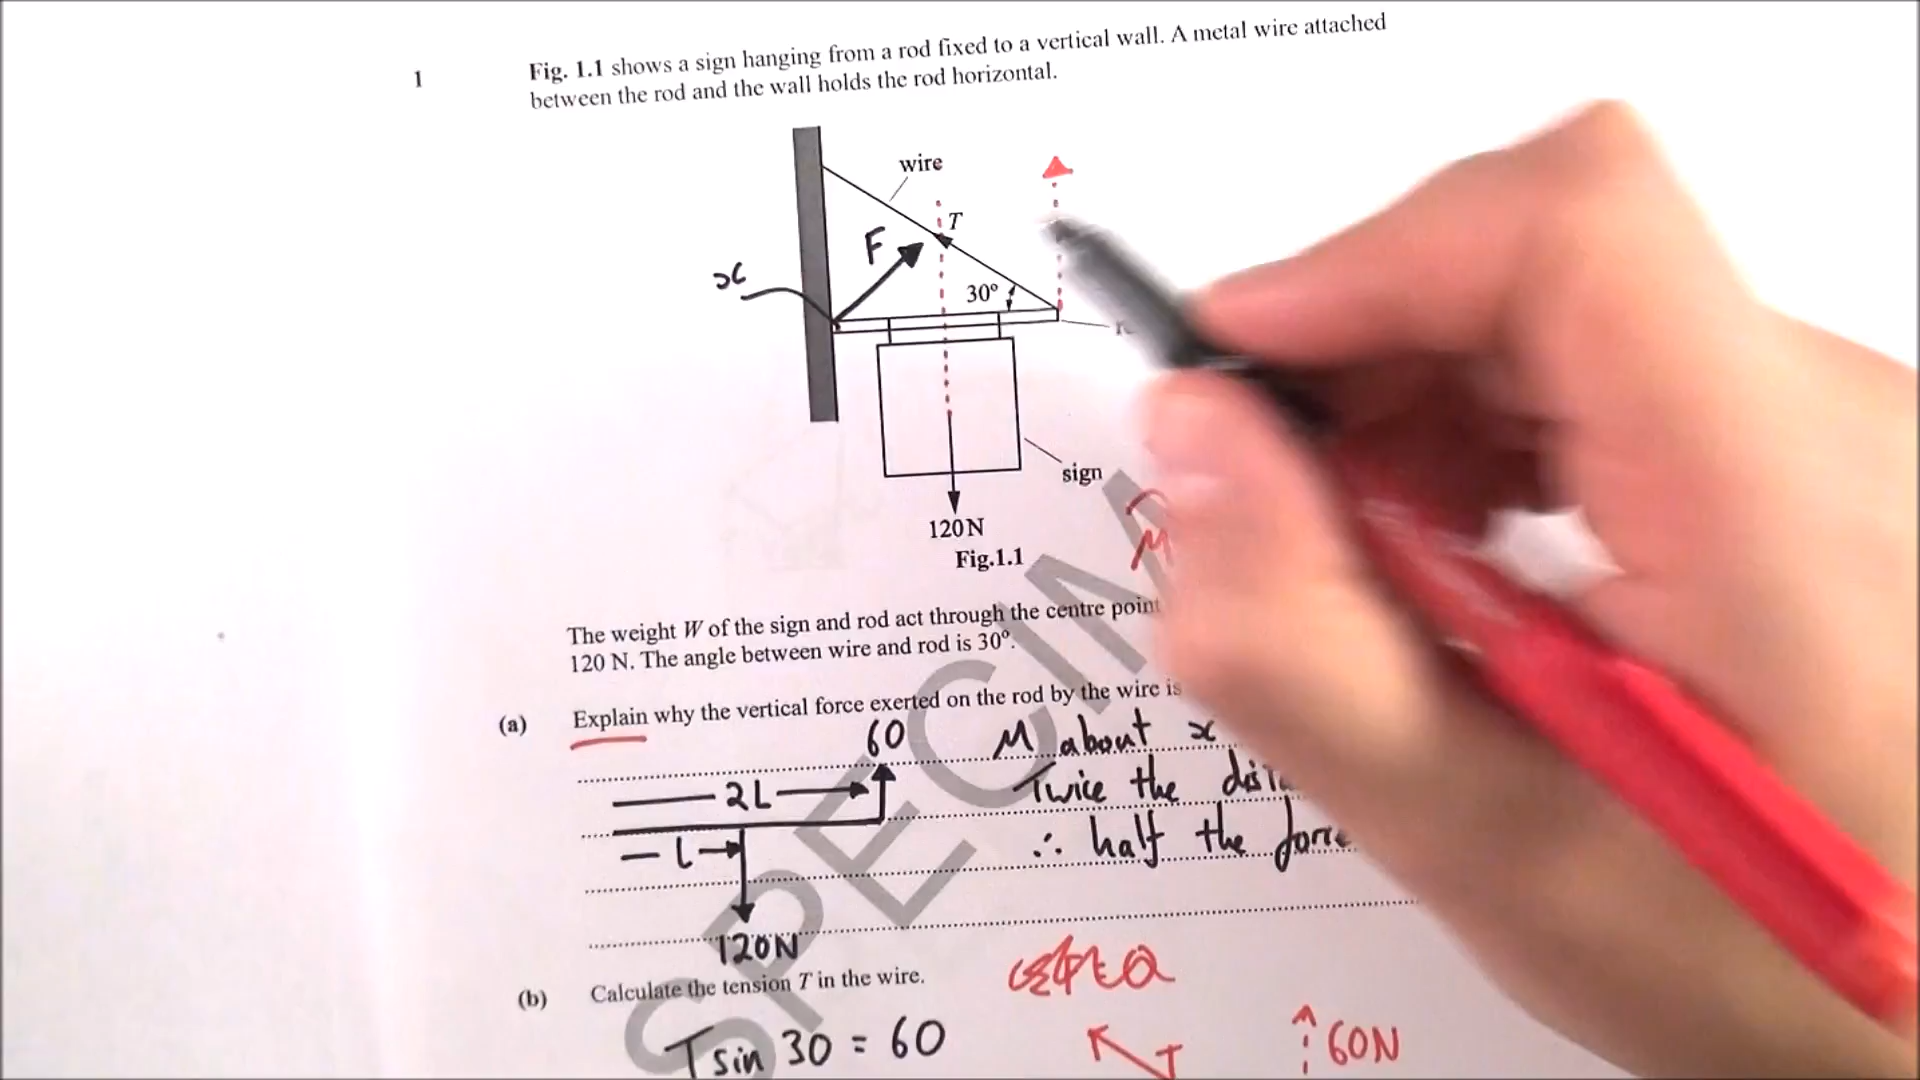 1
Fig. 1.1 shows a sign hanging from a rod fixed to a vertical wall. A metal wire attached
between the rod and the wall holds the rod horizontal.
wire
T
F
x
30°
sign
120N
Fig.1.1
M
The weight W of the sign and rod act through the centre point
120 N. The angle between wire and rod is 30°.
(a) Explain why the vertical force exerted on the rod by the wire is
60 M about x
2L Twice the
L ∴ half the force
120N
(b) Calculate the tension T in the wire.
T sin 30 = 60
T
60N
SPECIM